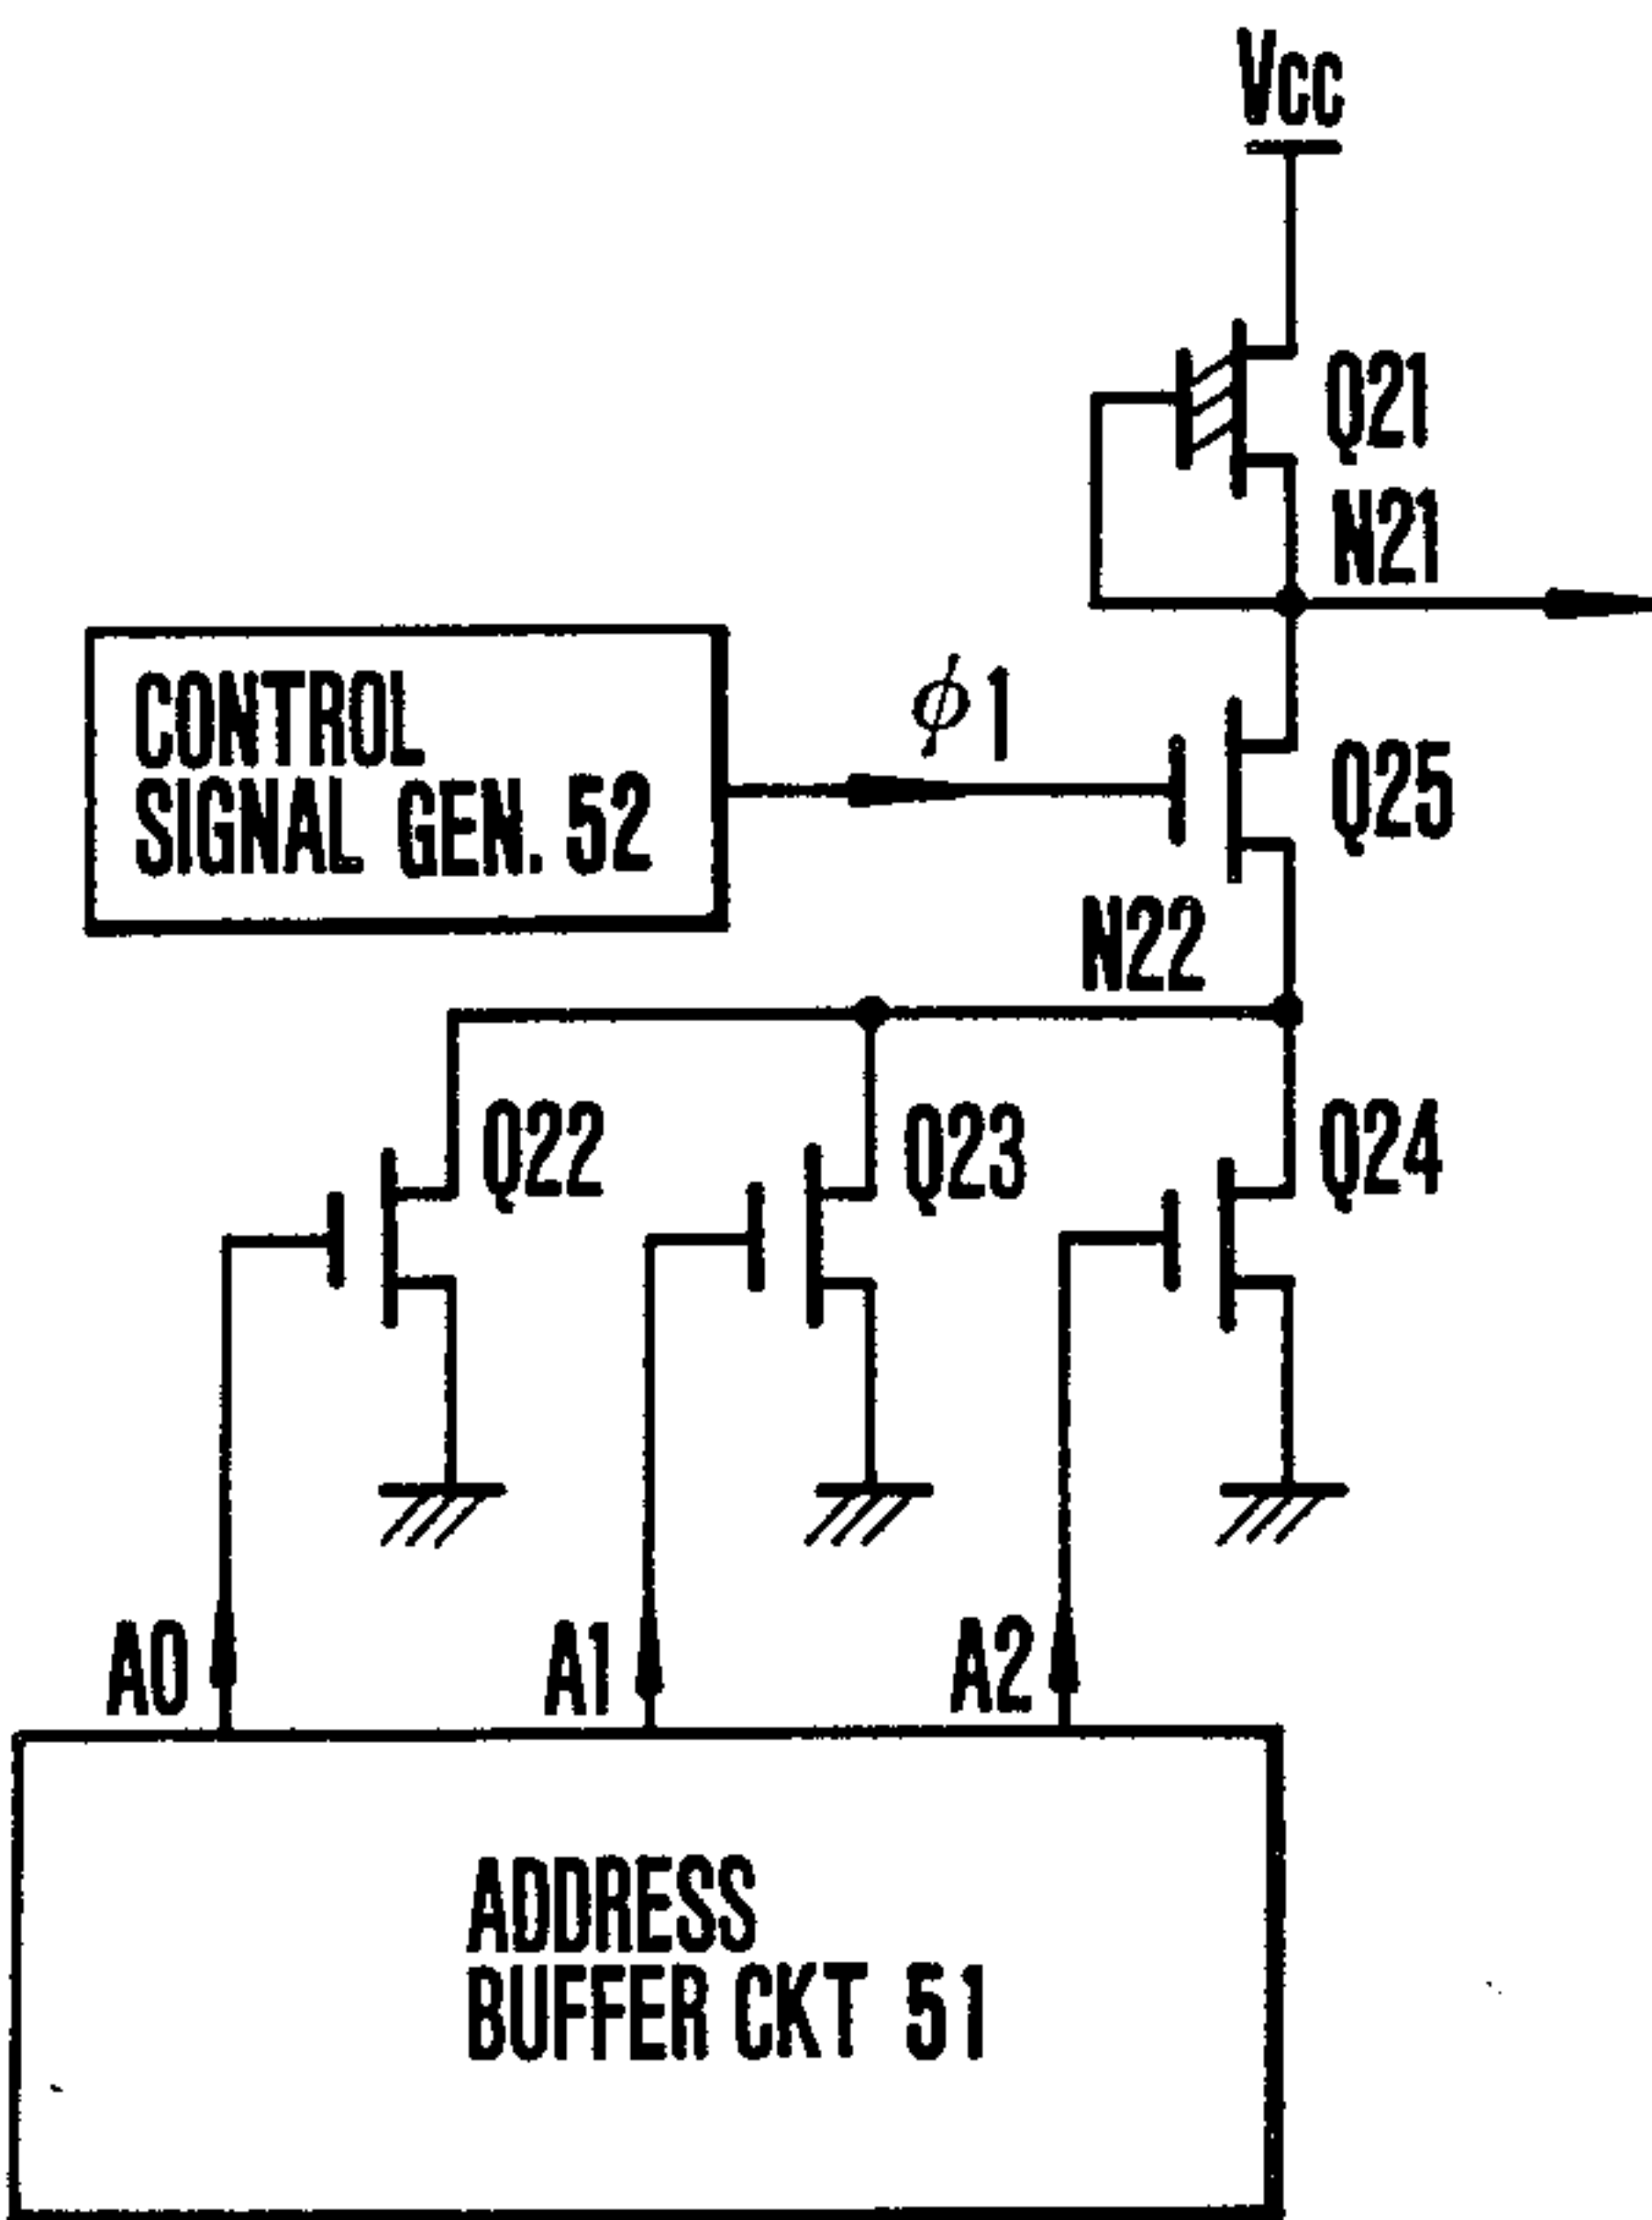 Vcc
Q21
N21
CONTROL
SIGNAL GEN. 52
ϕ1
Q25
N22
Q22
Q23
Q24
A0
A1
A2
ADDRESS
BUFFER CKT 51